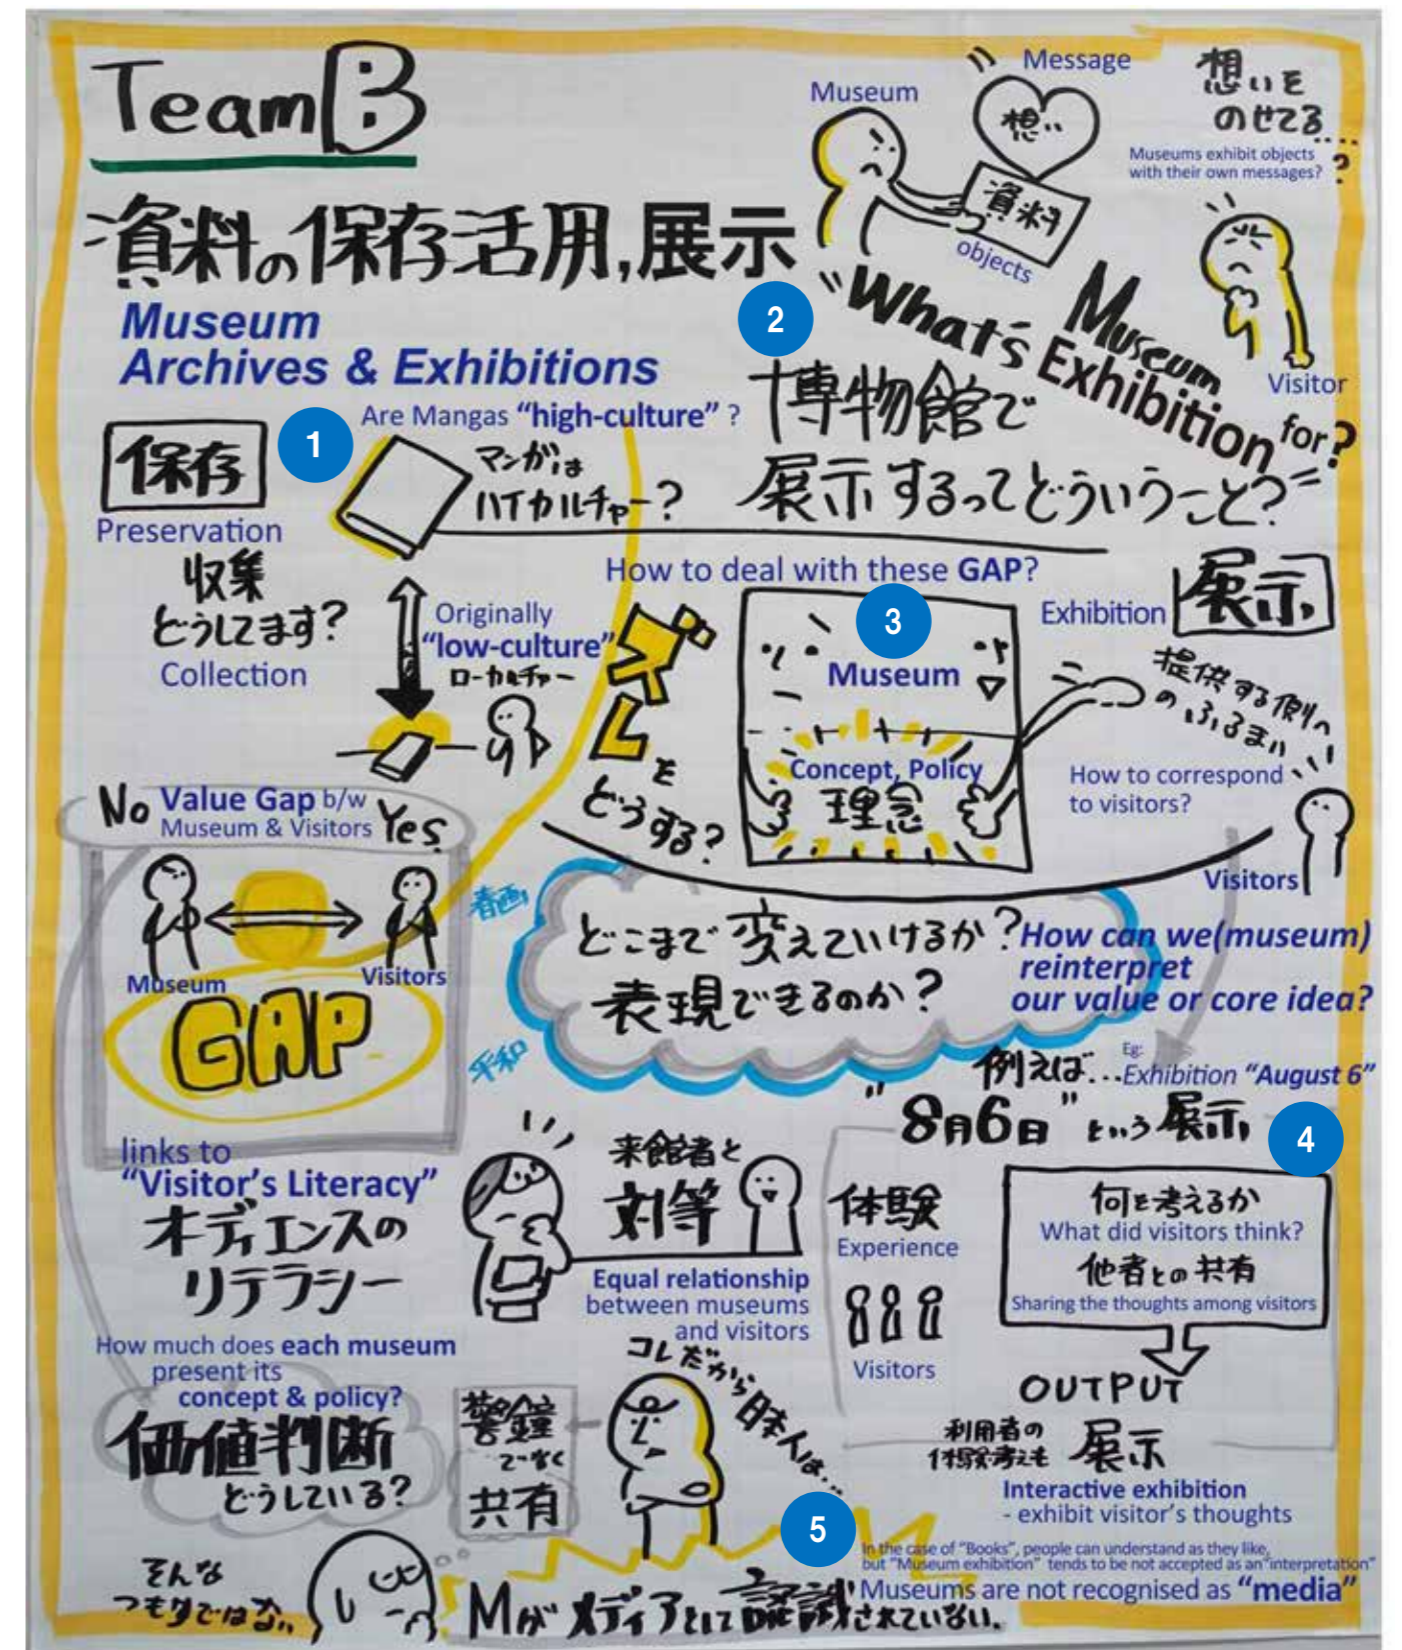 Team B
資料の保存活用,展示
Museum
Archives & Exhibitions
Museum
Message
想い
資料
objects
想いを
のせてる....?
Museums exhibit objects
with their own messages?
Visitor
2
"What's Museum
Exhibition for?"
博物館で
展示するってどういうこと?
1
保存
Preservation
収集
どうしてます?
Collection
Are Mangas "high-culture" ?
マンガは
ハイカルチャー?
Originally
"low-culture"
ローカルチャー
How to deal with these GAP?
ズレを
どうする?
3
Museum
Concept, Policy
理念
Exhibition
展示
提供する側
のふるまい
How to correspond
to visitors?
Visitors
No
Value Gap b/w
Museum & Visitors
Yes
Museum
Visitors
GAP
春画
平和
どこまで変えていけるか?
表現できるのか?
How can we(museum)
reinterpret
our value or core idea?
例えば...
Eg:
Exhibition "August 6"
"8月6日"という展示
4
links to
"Visitor's Literacy"
オーディエンスの
リテラシー
来館者と
対等
Equal relationship
between museums
and visitors
体験
Experience
Visitors
何を考えるか
What did visitors think?
他者との共有
Sharing the thoughts among visitors
OUTPUT
利用者の
体験考えも
展示
Interactive exhibition
- exhibit visitor's thoughts
How much does each museum
present its
concept & policy?
価値判断
どうしている?
警鐘
でなく
共有
コレだから日本人は...
5
In the case of "Books", people can understand as they like,
but "Museum exhibition" tends to be not accepted as an"interpretation"
Museums are not recognised as "media"
そんな
つもりではない..
Mがメディアとして認識されていない.